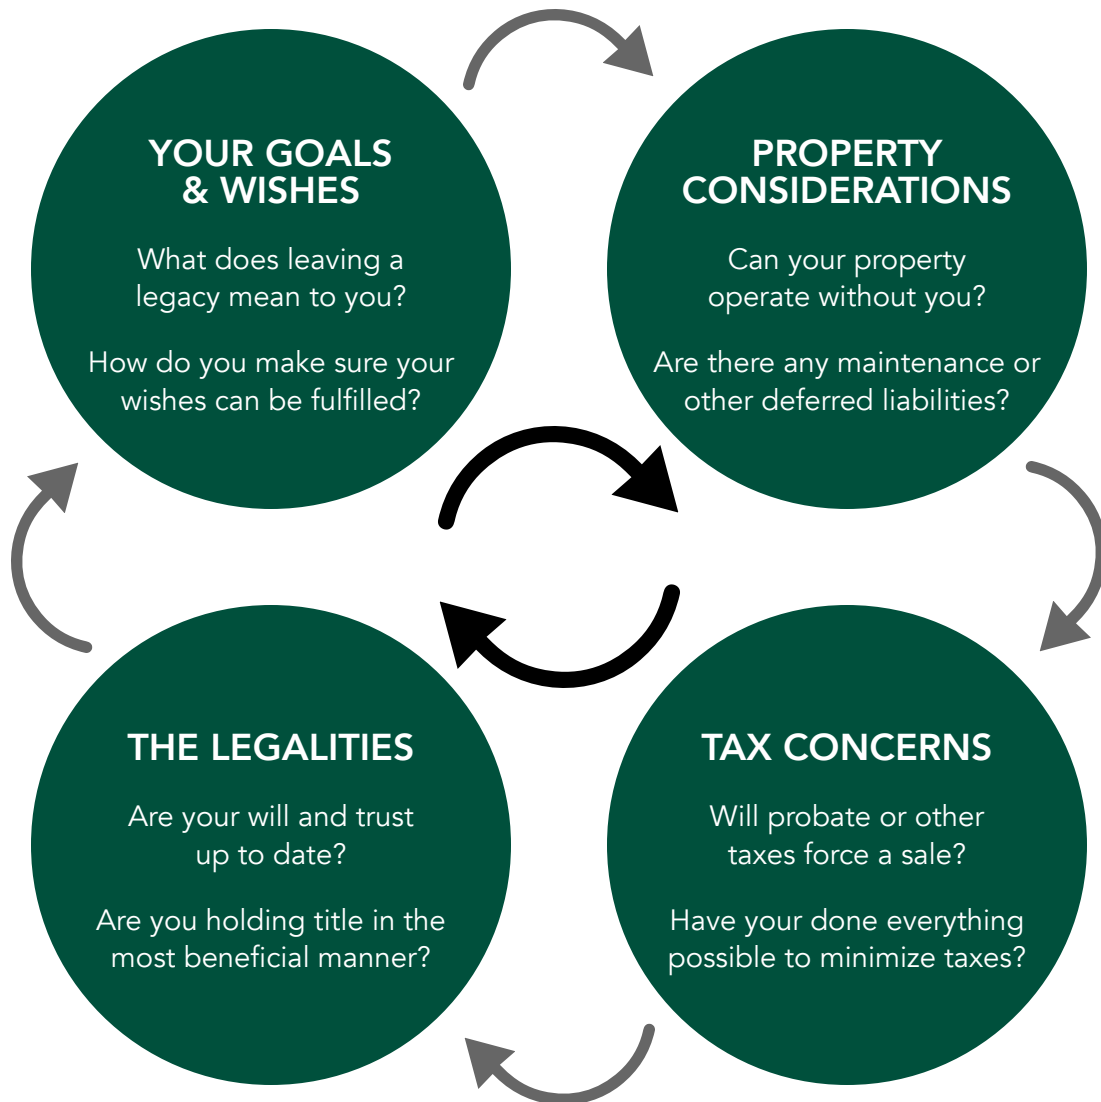 YOUR GOALS
& WISHES
What does leaving a
legacy mean to you?
How do you make sure your
wishes can be fulfilled?
PROPERTY
CONSIDERATIONS
Can your property
operate without you?
Are there any maintenance or
other deferred liabilities?
THE LEGALITIES
Are your will and trust
up to date?
Are you holding title in the
most beneficial manner?
TAX CONCERNS
Will probate or other
taxes force a sale?
Have your done everything
possible to minimize taxes?